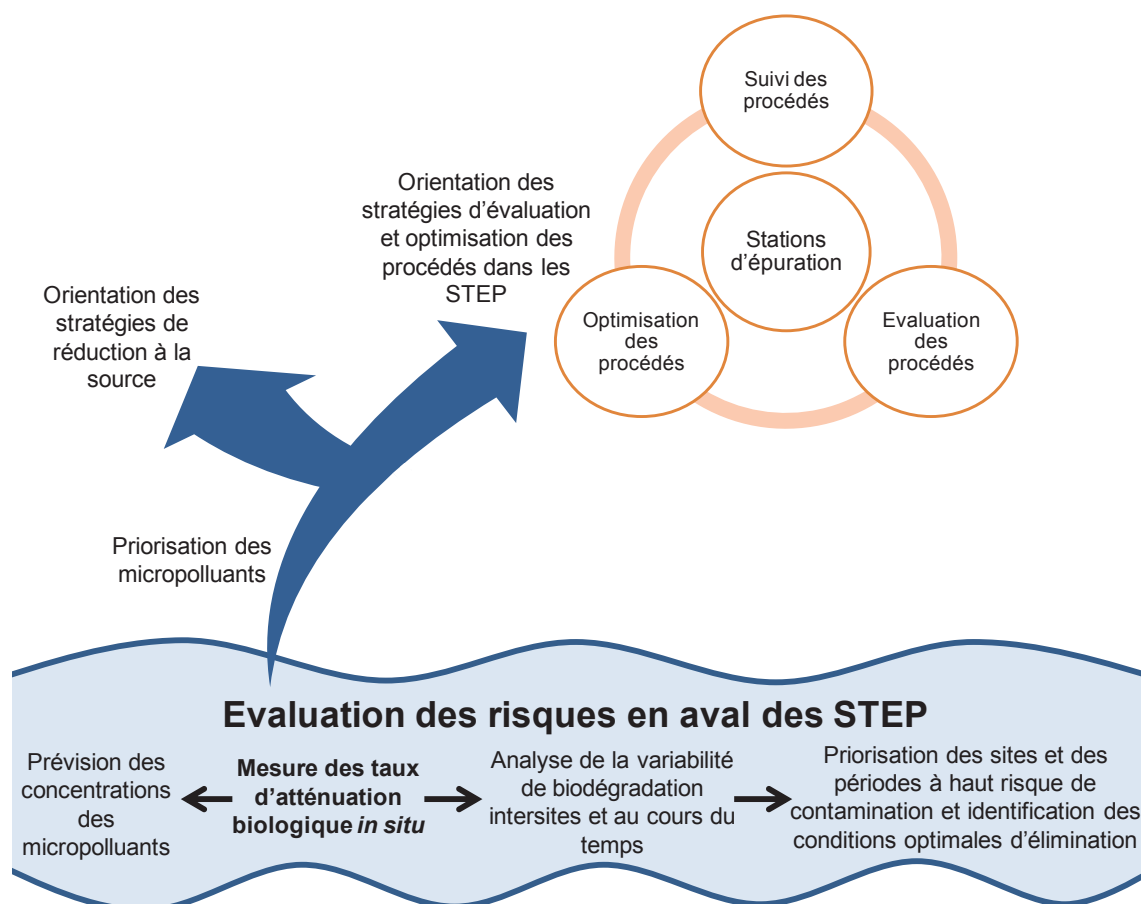 Suivi des
procédés
Orientation des
stratégies d'évaluation
et optimisation des
procédés dans les
STEP
Stations
d'épuration
Orientation des
stratégies de
réduction à la
source
Optimisation
des
procédés
Evaluation
des
procédés
Priorisation des
micropolluants
Evaluation des risques en aval des STEP
Prévision des
concentrations
des
micropolluants
Mesure des taux
d'atténuation
biologique in situ
Analyse de la variabilité
de biodégradation
intersites et au cours du
temps
Priorisation des sites et des
périodes à haut risque de
contamination et identification des
conditions optimales d'élimination